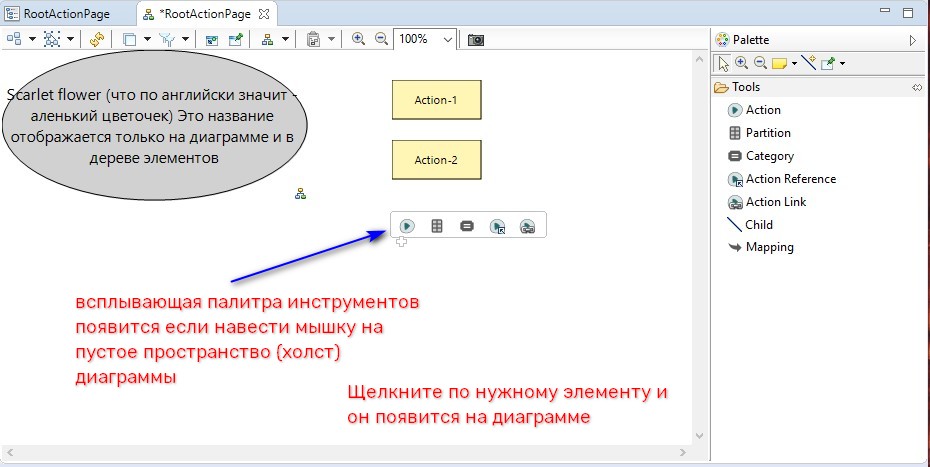 RootActionPage
*RootActionPage
100%
Scarlet flower (что по английски значит -
аленький цветочек) Это название
отображается только на диаграмме и в
дереве элементов
Action-1
Action-2
всплывающая палитра инструментов
появится если навести мышку на
пустое пространство (холст)
диаграммы
Щелкните по нужному элементу и
он появится на диаграмме
Palette
Tools
Action
Partition
Category
Action Reference
Action Link
Child
Mapping